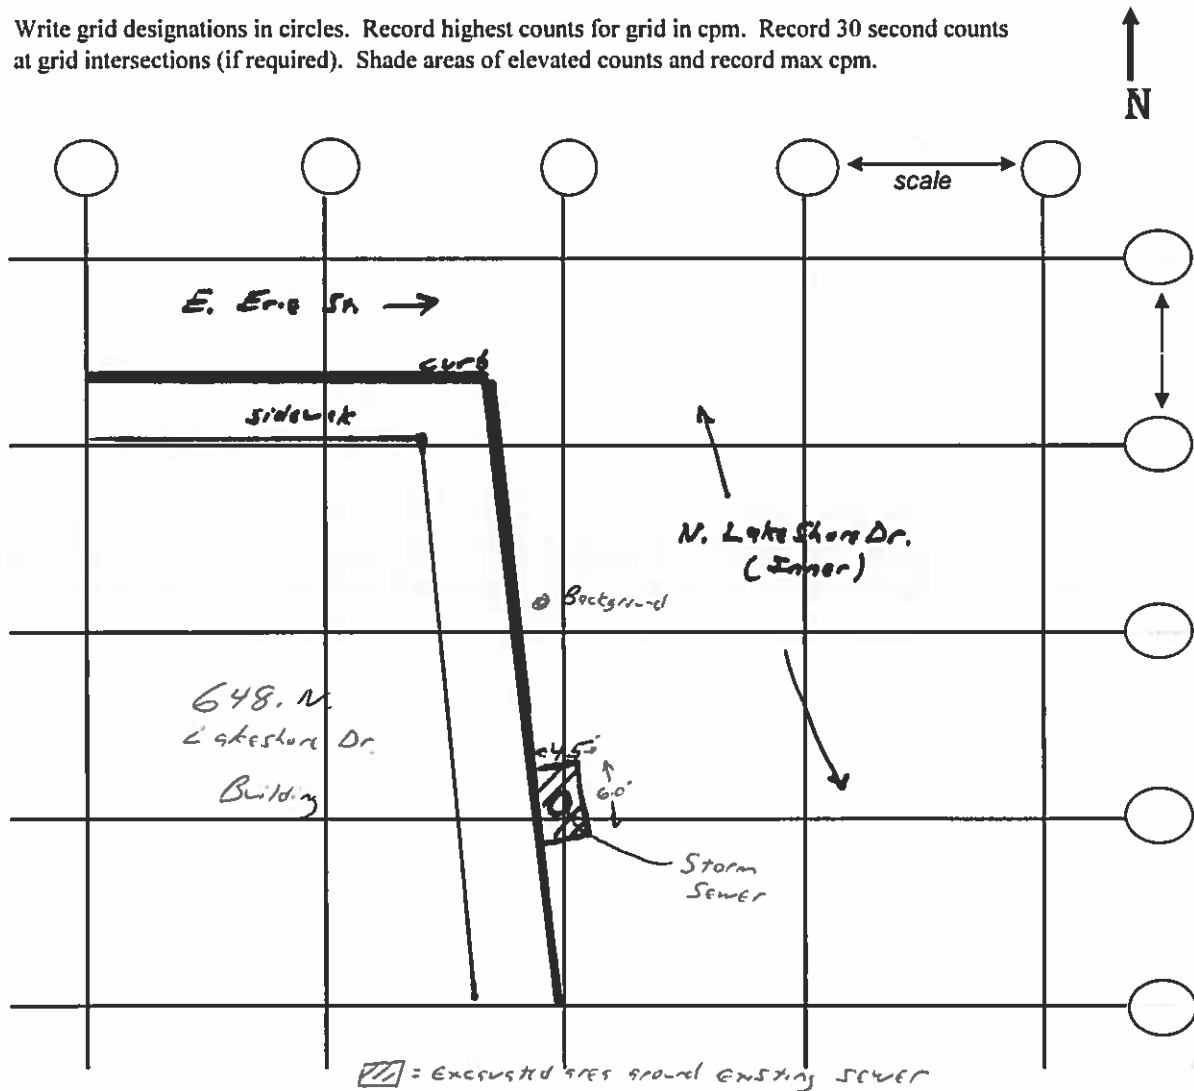 Write grid designations in circles. Record highest counts for grid in cpm. Record 30 second counts
at grid intersections (if required). Shade areas of elevated counts and record max cpm.
N
scale
E. Erie
curb
sidewalk
N. Lake Shore Dr.
(Inner)
Background
648. N.
Lakeshore Dr.
Building
6.0'
Storm
Sewer
= Excavated area around existing sewer